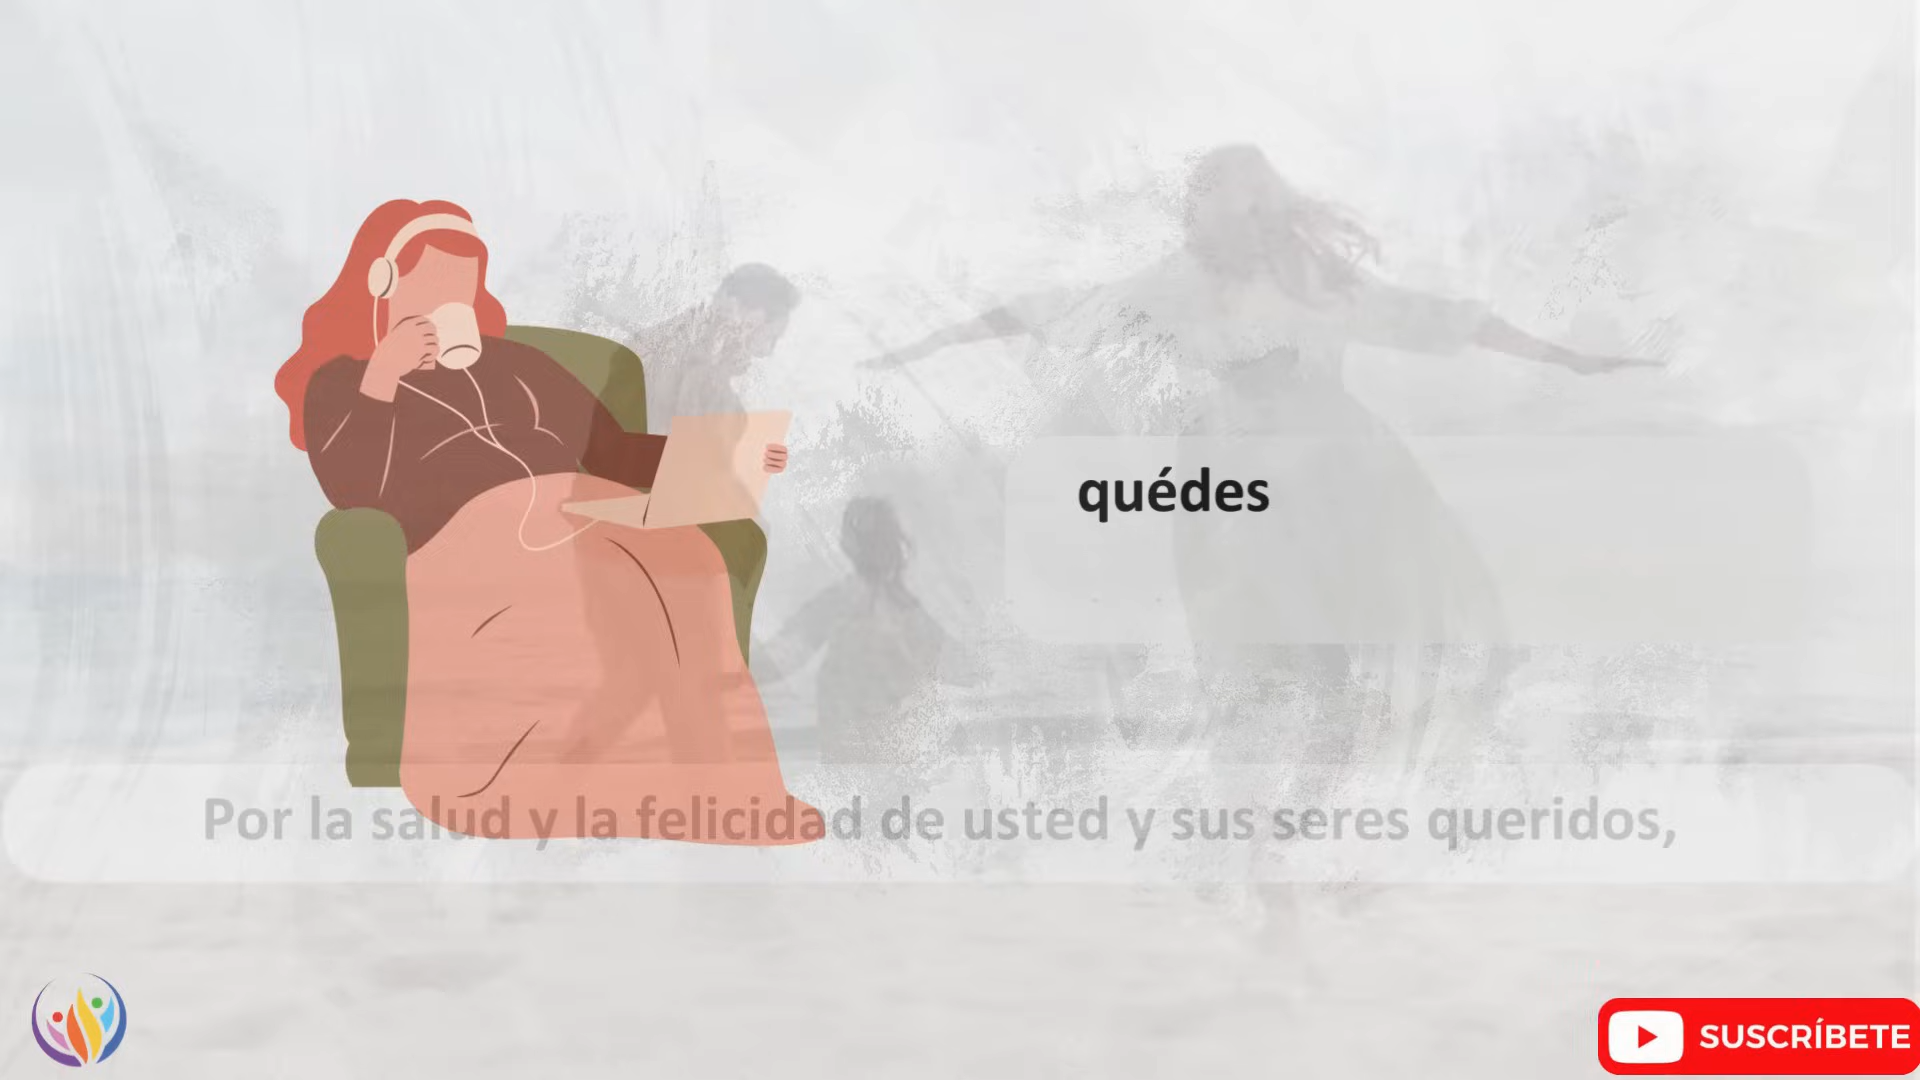 quédes
Por la salud y la felicidad de usted y sus seres queridos,
SUSCRÍBETE